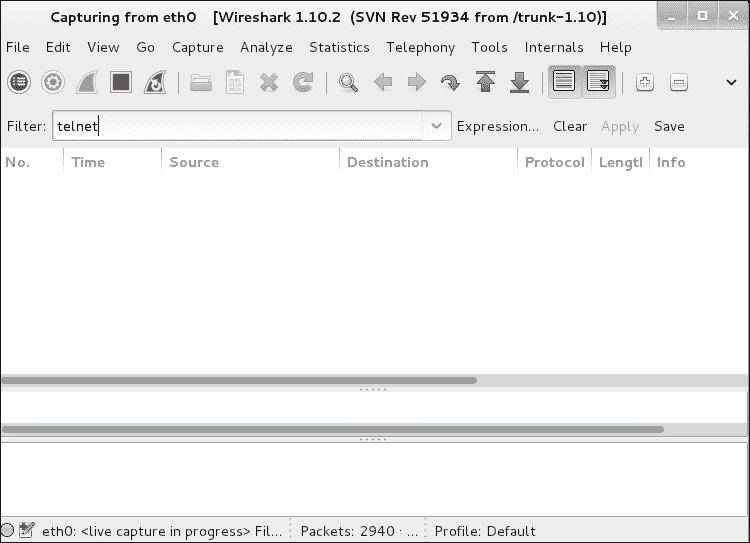 Capturing from eth0 [Wireshark 1.10.2 (SVN Rev 51934 from /trunk-1.10)]
File Edit View Go Capture Analyze Statistics Telephony Tools Internals Help
Filter: telnet Expression... Clear Apply Save
No. Time Source Destination Protocol Lengtl Info
eth0: <live capture in progress> Fil... Packets: 2940 · ... Profile: Default